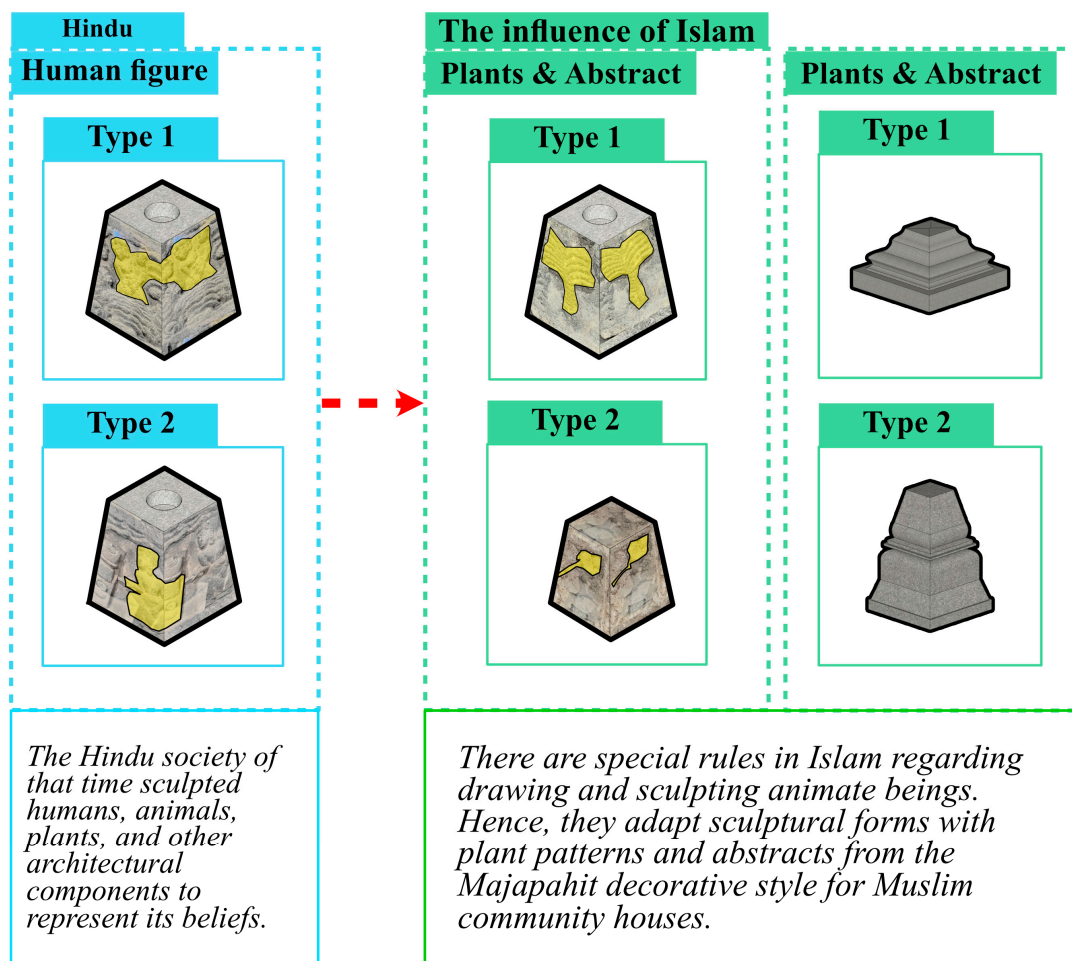 Hindu
Human figure
Type 1
Type 2
The Hindu society of
that time sculpted
humans, animals,
plants, and other
architectural
components to
represent its beliefs.
The influence of Islam
Plants & Abstract
Type 1
Type 2
Plants & Abstract
Type 1
Type 2
There are special rules in Islam regarding
drawing and sculpting animate beings.
Hence, they adapt sculptural forms with
plant patterns and abstracts from the
Majapahit decorative style for Muslim
community houses.